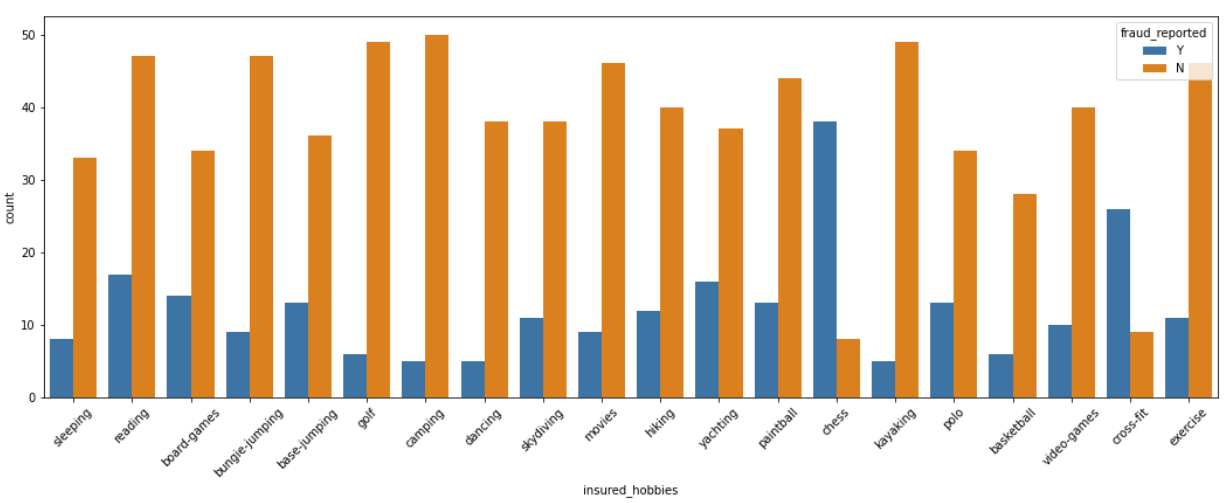 fraud_reported
Y
N
50
40
30
20
10
0
count
sleeping
reading
board-games
bungie-jumping
base-jumping
golf
camping
dancing
skydiving
movies
hiking
yachting
paintball
chess
kayaking
polo
basketball
video-games
cross-fit
exercise
insured_hobbies